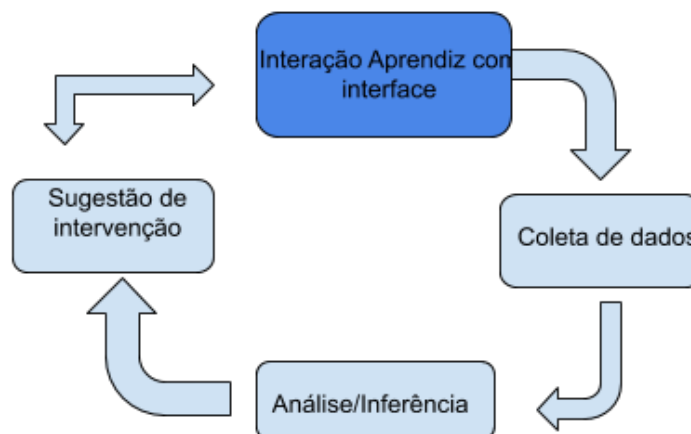 Interação Aprendiz com
interface
Sugestão de
intervenção
Coleta de dados
Análise/Inferência